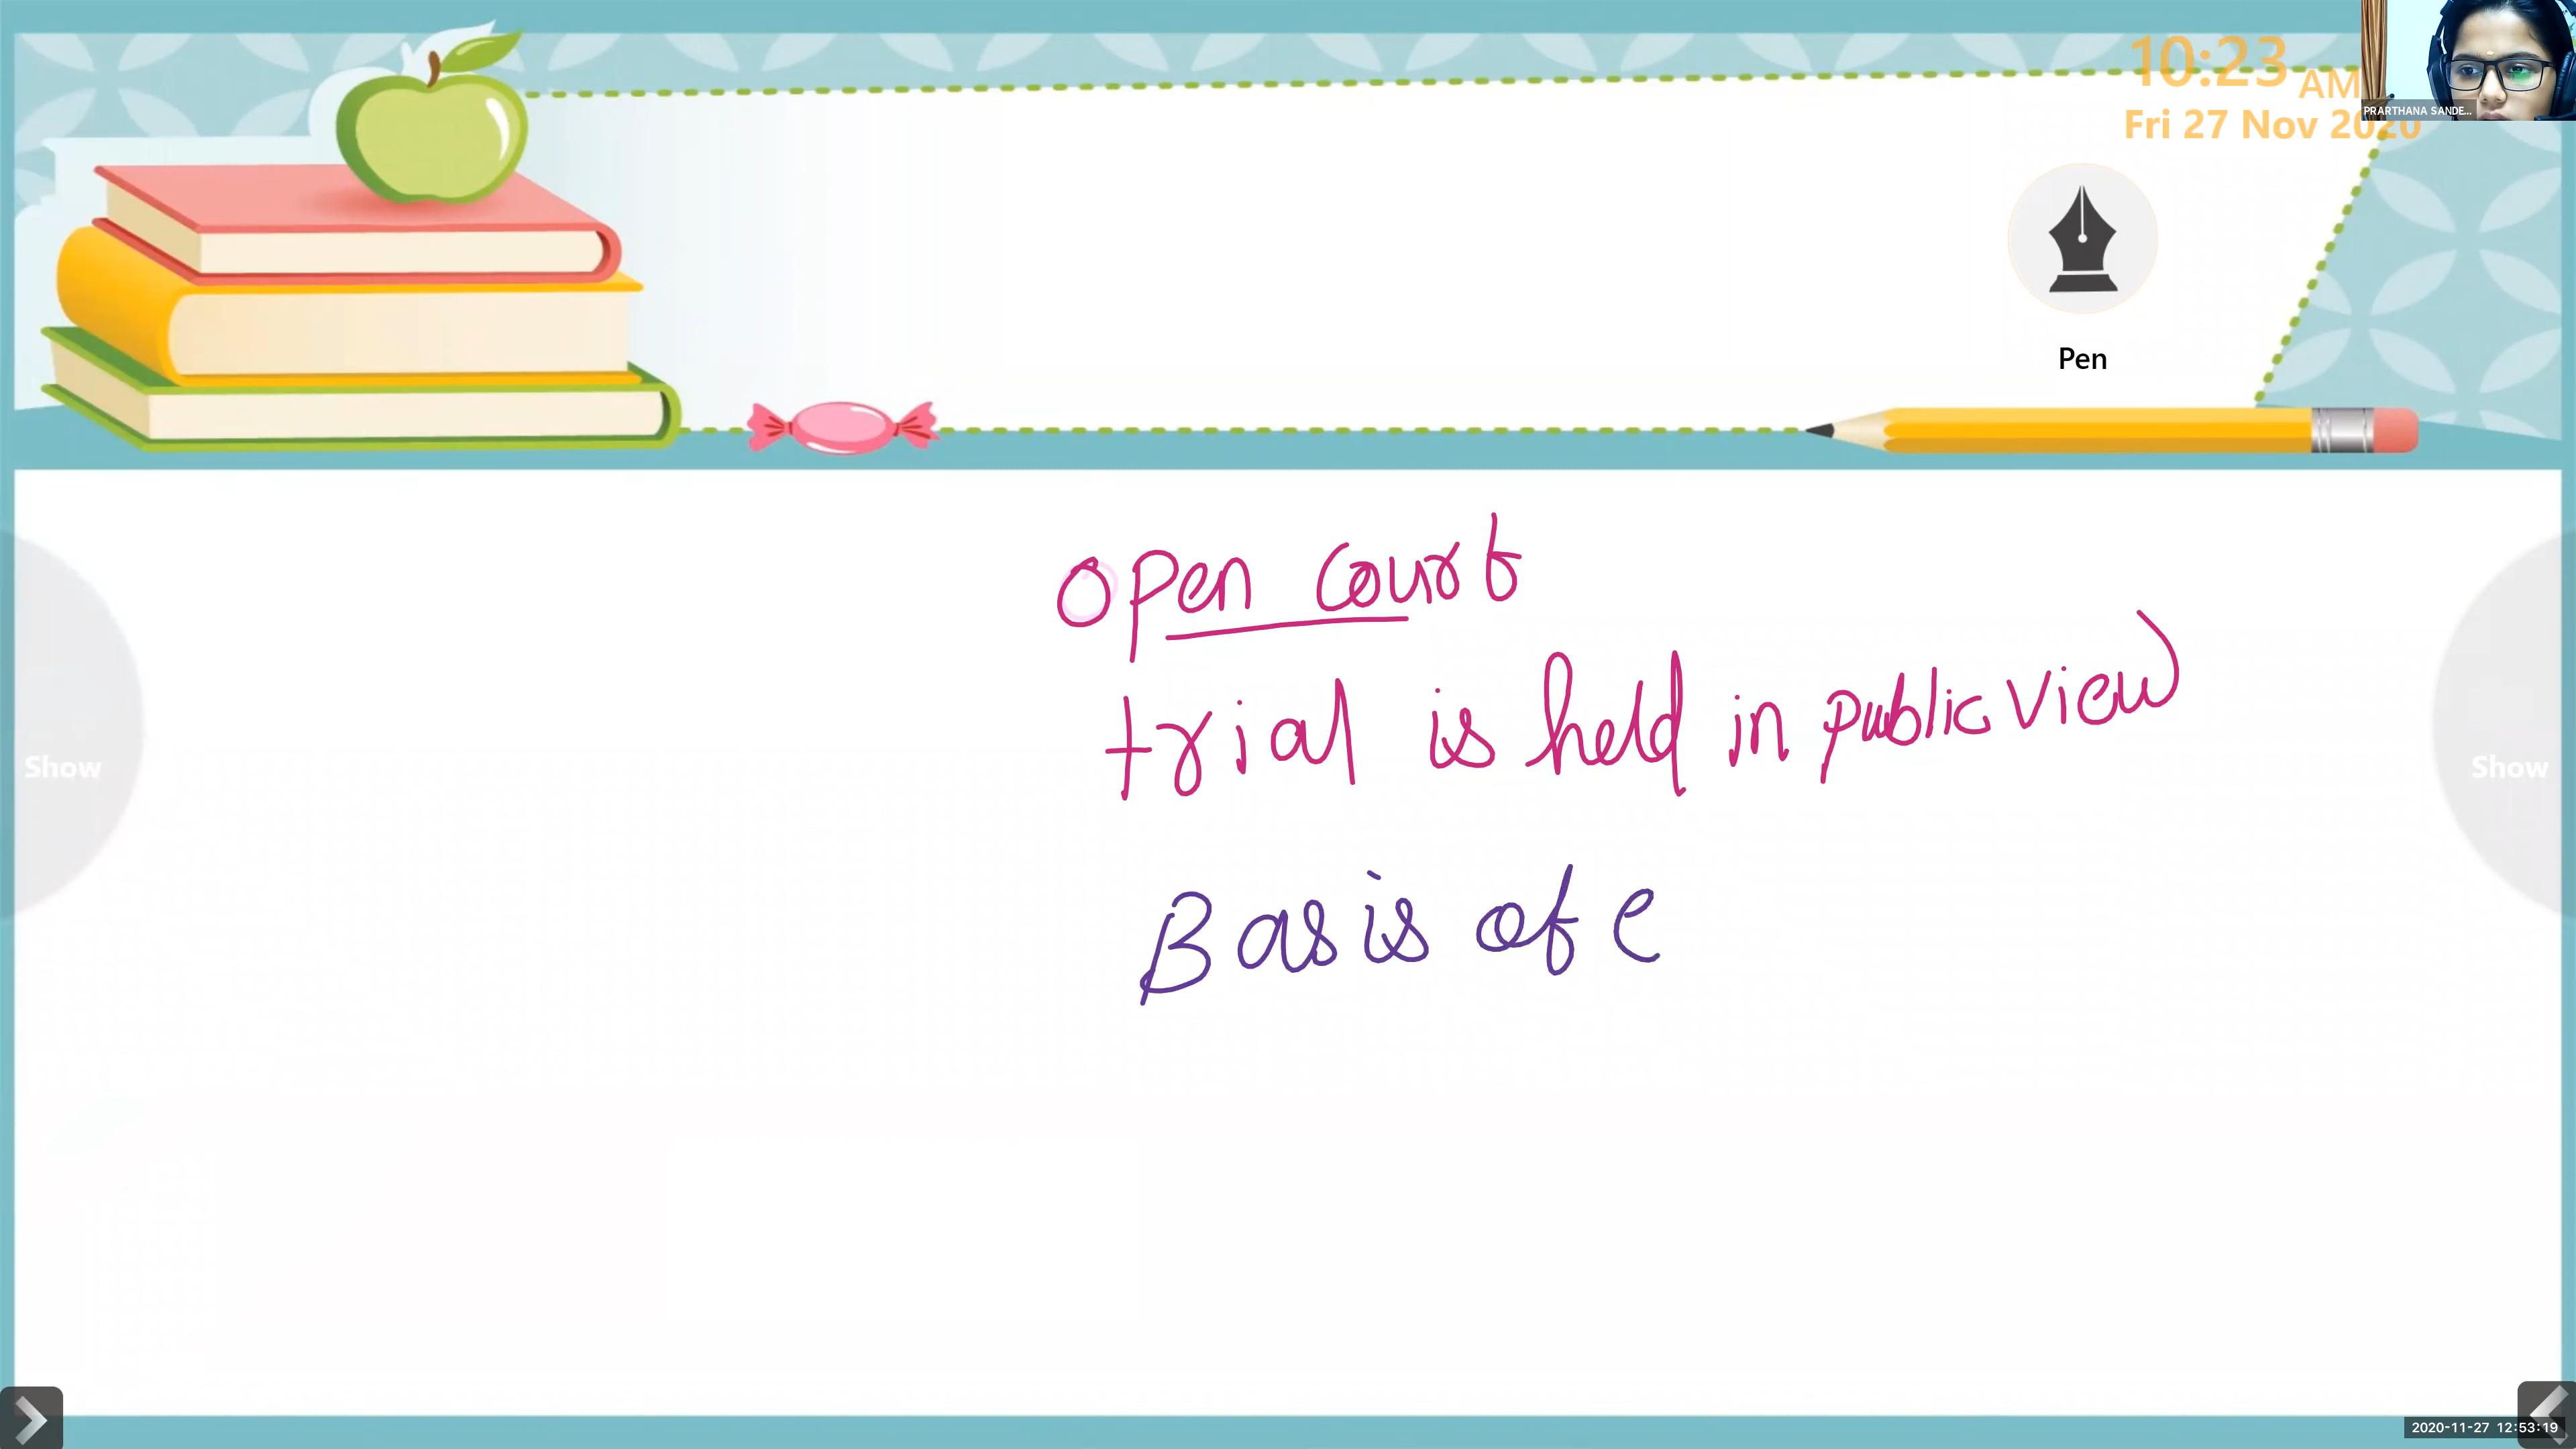 10:23 AM
Fri 27 Nov 2020
PRARTHANA SANDE...
Pen
Open Court
trial is held in public view
Basis of e
Show
Show
2020-11-27 12:53:19